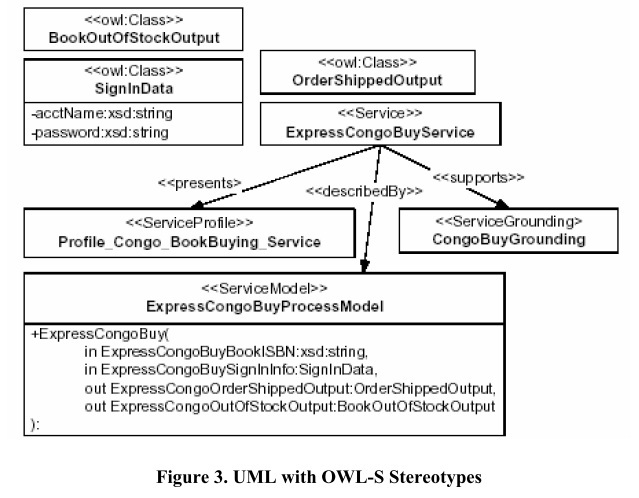 <<owl:Class>>
BookOutOfStockOutput
<<owl:Class>>
SignInData
-acctName:xsd:string
-password:xsd:string
<<owl:Class>>
OrderShippedOutput
<<Service>>
ExpressCongoBuyService
<<presents>
<<describedBy>>
<<supports>>
<<ServiceProfile>>
Profile_Congo_BookBuying_Service
<<ServiceGrounding>
CongoBuyGrounding
<<ServiceModel>>
ExpressCongoBuyProcessModel
+ExpressCongoBuy(
in ExpressCongoBuyBookISBN:xsd:string,
in ExpressCongoBuySignInInfo:SignInData,
out ExpressCongoOrderShippedOutput:OrderShippedOutput,
out ExpressCongoOutOfStockOutput:BookOutOfStockOutput
):
Figure 3. UML with OWL-S Stereotypes